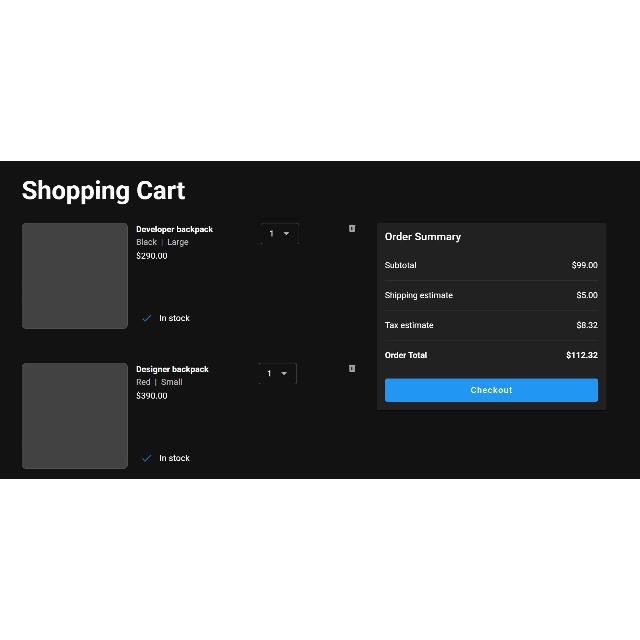 Shopping Cart
Developer backpack
Black | Large
$290.00
1
In stock
Designer backpack
Red | Small
$390.00
1
In stock
Order Summary
Subtotal $99.00
Shipping estimate $5.00
Tax estimate $8.32
Order Total $112.32
Checkout